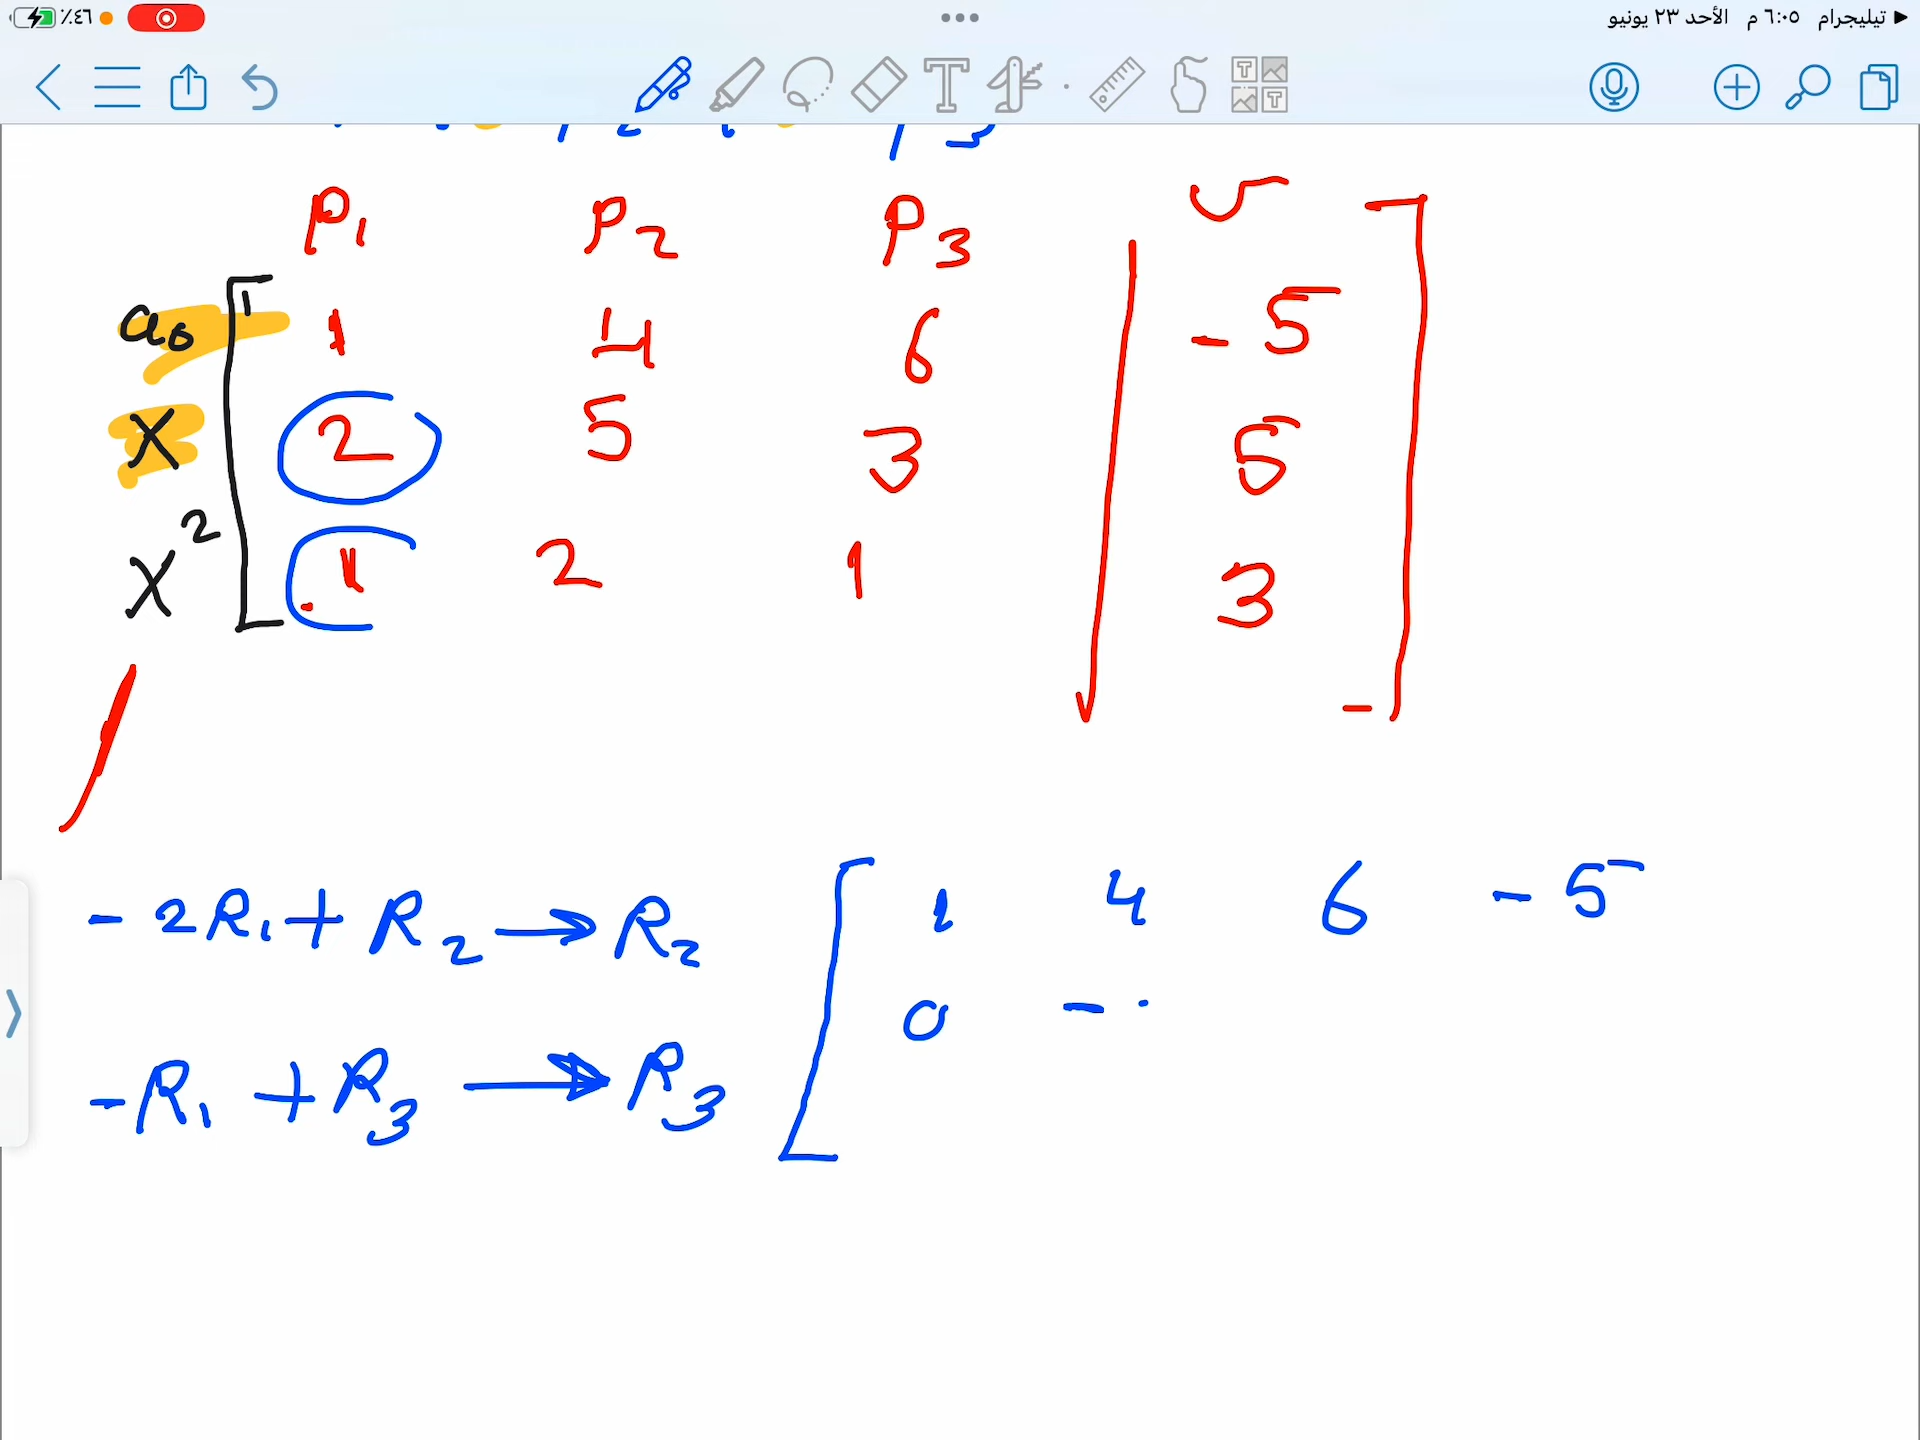 ٪٤٦ تيليجرام ٦:٠٥ م الأحد ٢٣ يونيو
P1 P2 P3 v
a0 1 4 6 -5
x 2 5 3 5
x² 1 2 1 3
-2R1 + R2 → R2
-R1 + R3 → R3
1 4 6 -5
0 -